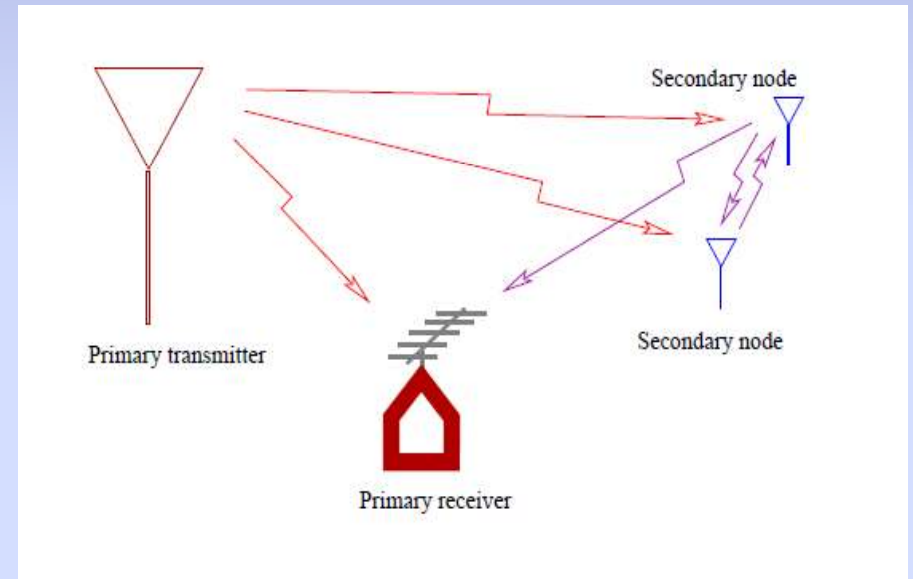 Secondary node
Primary transmitter
Secondary node
Primary receiver